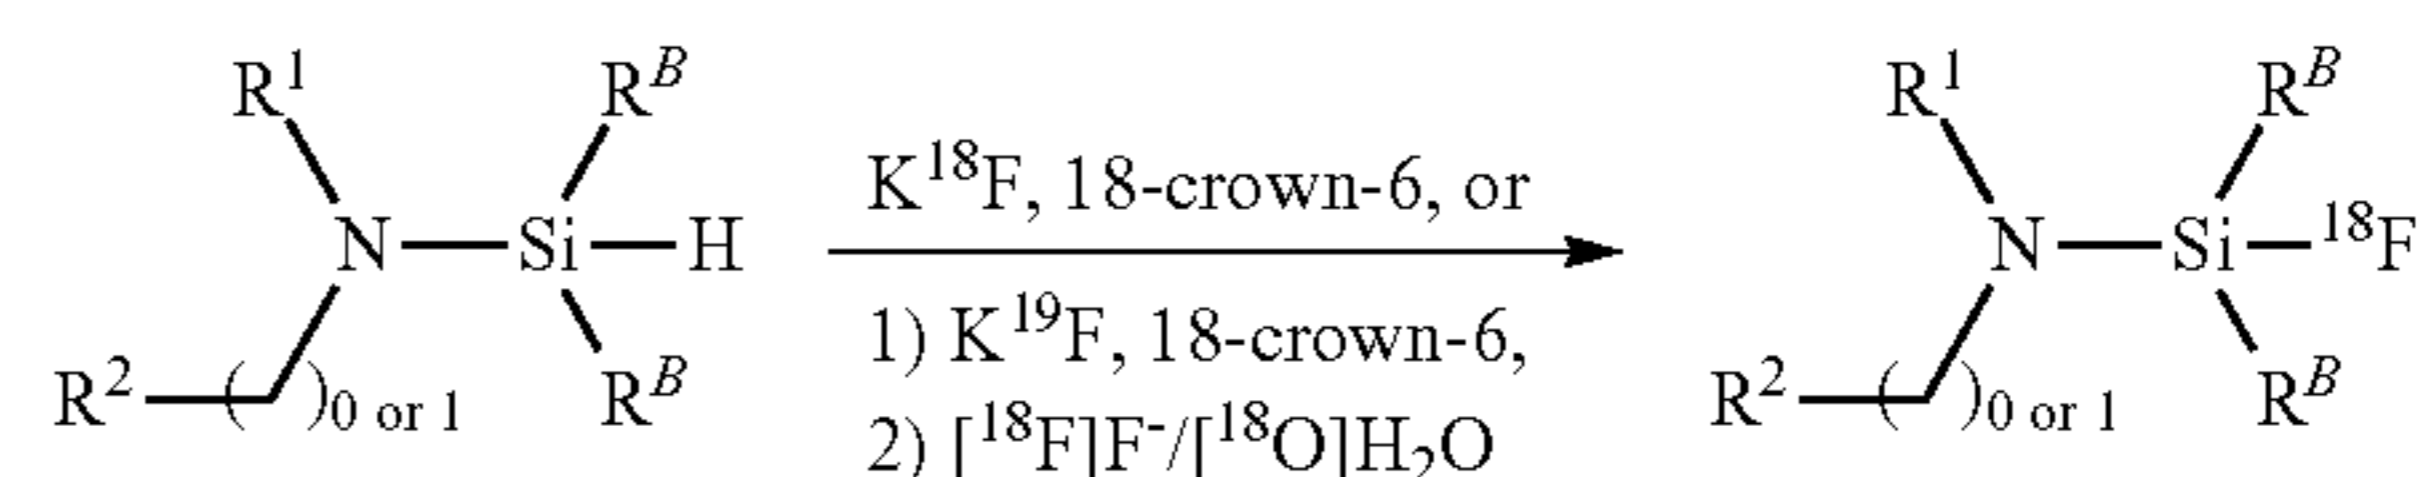 R¹ Rᴮ K¹⁸F, 18-crown-6, or R¹ Rᴮ
N Si H N Si ¹⁸F
1) K¹⁹F, 18-crown-6,
R² ( )₀ or ₁ Rᴮ 2) [¹⁸F]F⁻/[¹⁸O]H₂O R² ( )₀ or ₁ Rᴮ